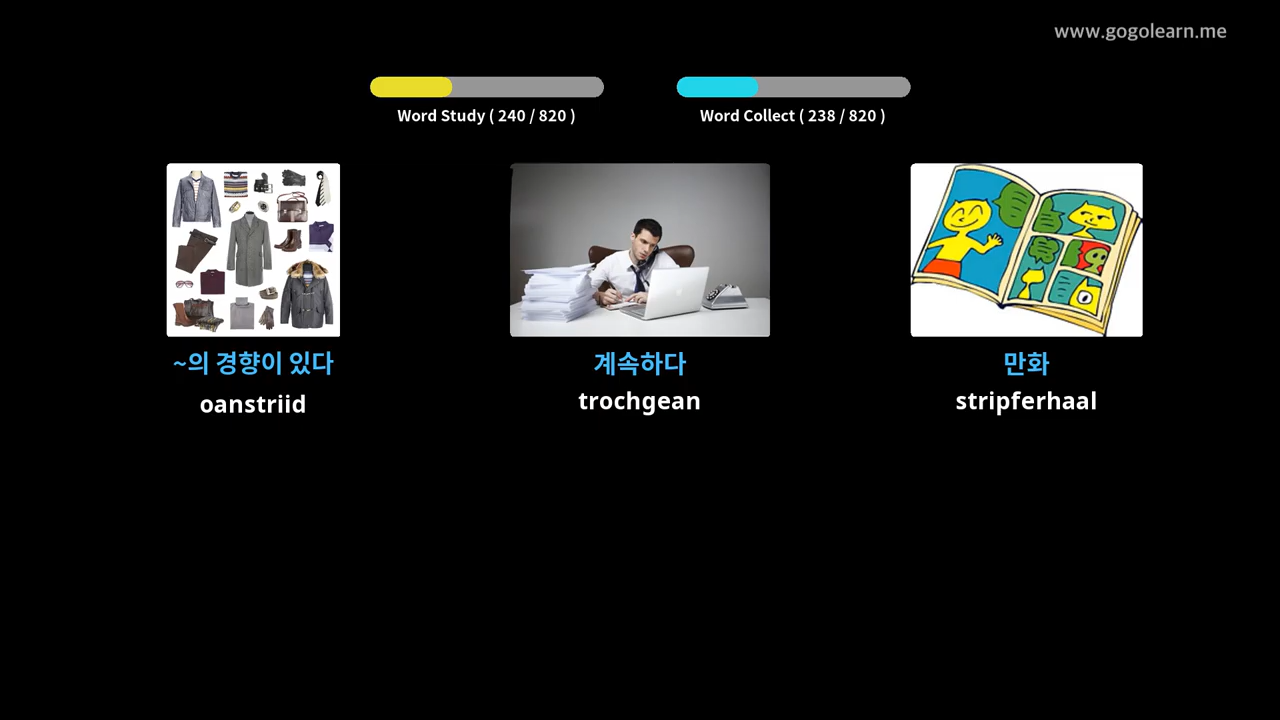 www.gogolearn.me
Word Study ( 240 / 820 )
Word Collect ( 238 / 820 )
~의 경향이 있다
oanstriid
계속하다
trochgean
만화
stripferhaal